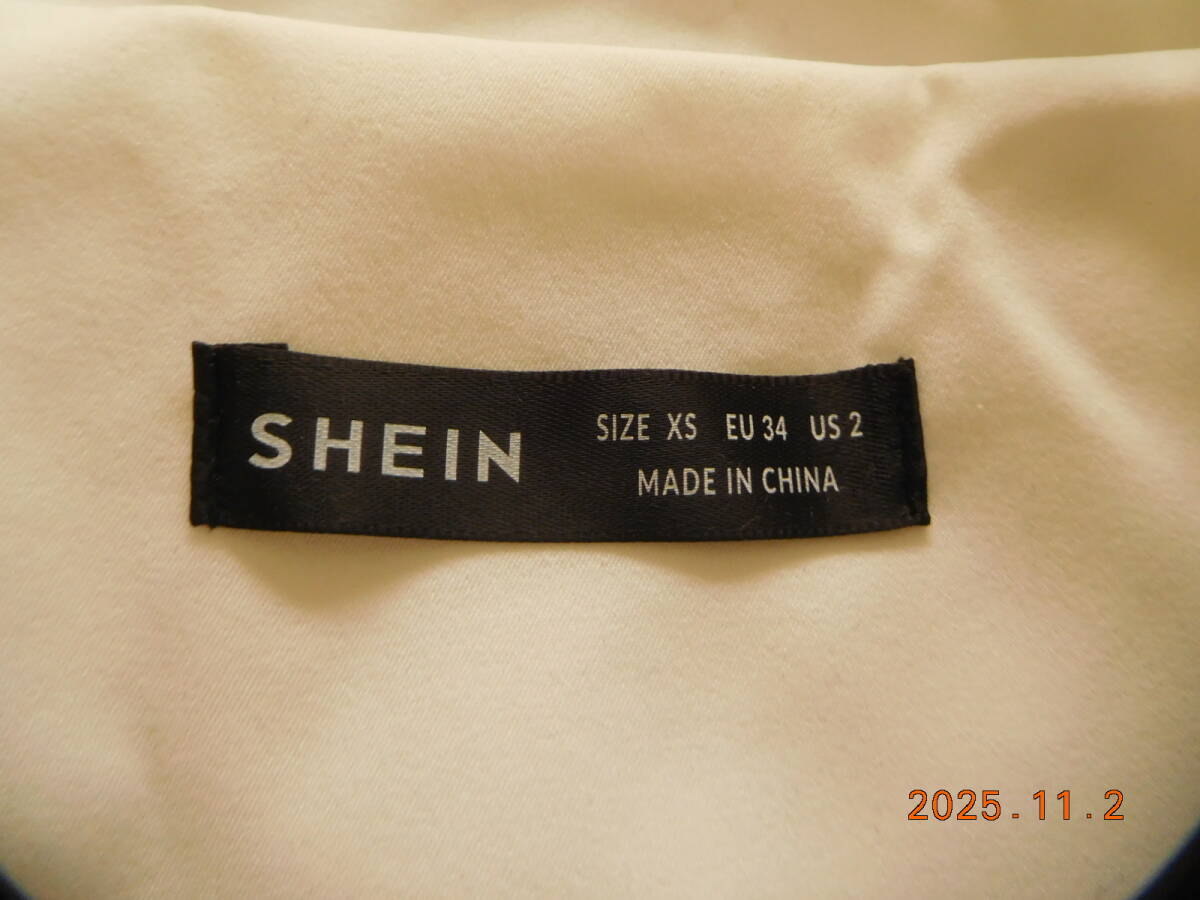 SHEIN
SIZE XS EU 34 US 2
MADE IN CHINA
2025.11.2